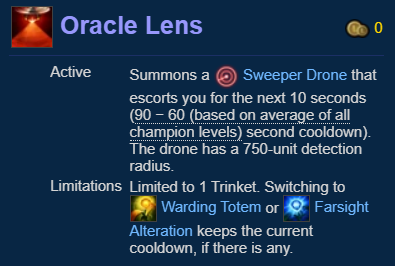 Oracle Lens
0
Active
Summons a Sweeper Drone that
escorts you for the next 10 seconds
(90 − 60 (based on average of all
champion levels) second cooldown).
The drone has a 750-unit detection
radius.
Limitations
Limited to 1 Trinket. Switching to
Warding Totem or Farsight
Alteration keeps the current
cooldown, if there is any.